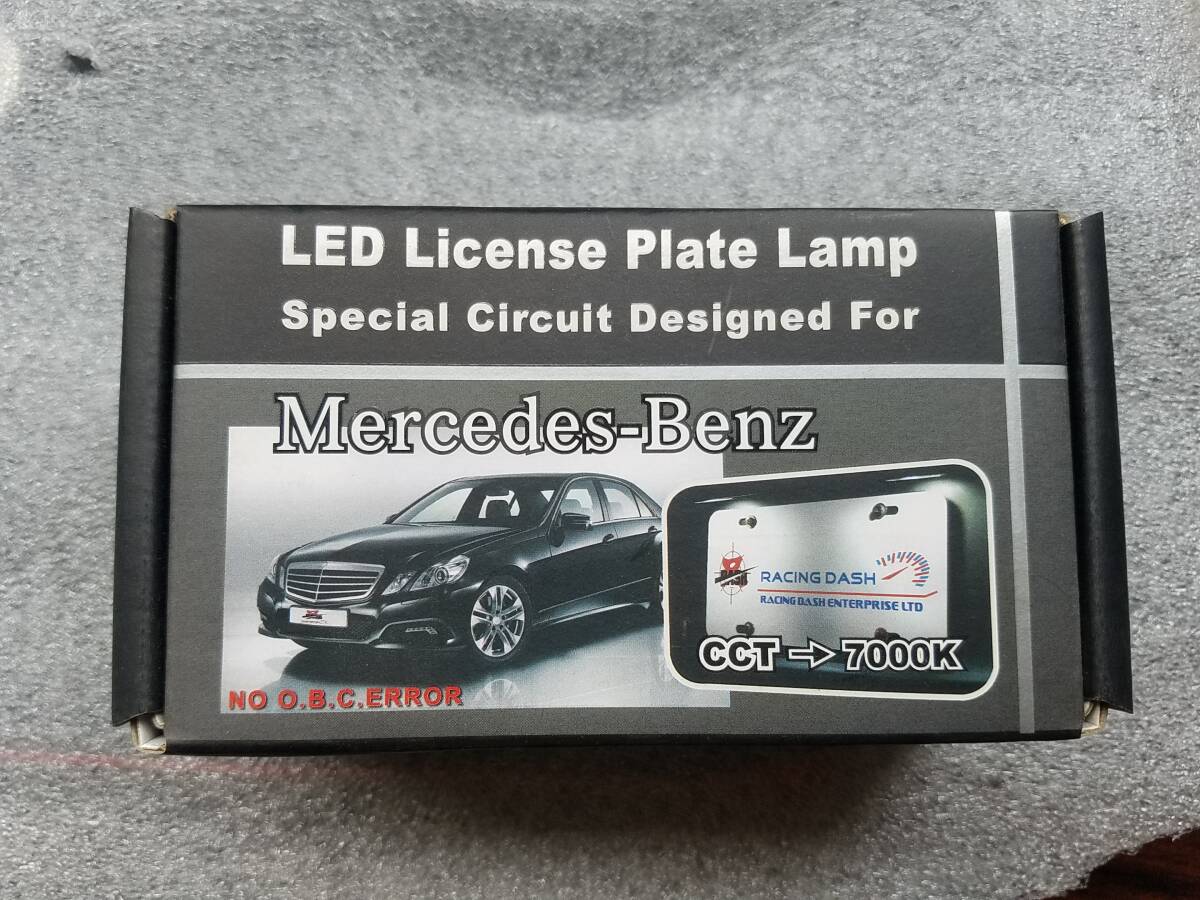 LED License Plate Lamp
Special Circuit Designed For
Mercedes-Benz
DASH
RACING DASH
RACING DASH ENTERPRISE LTD
CCT → 7000K
NO O.B.C.ERROR